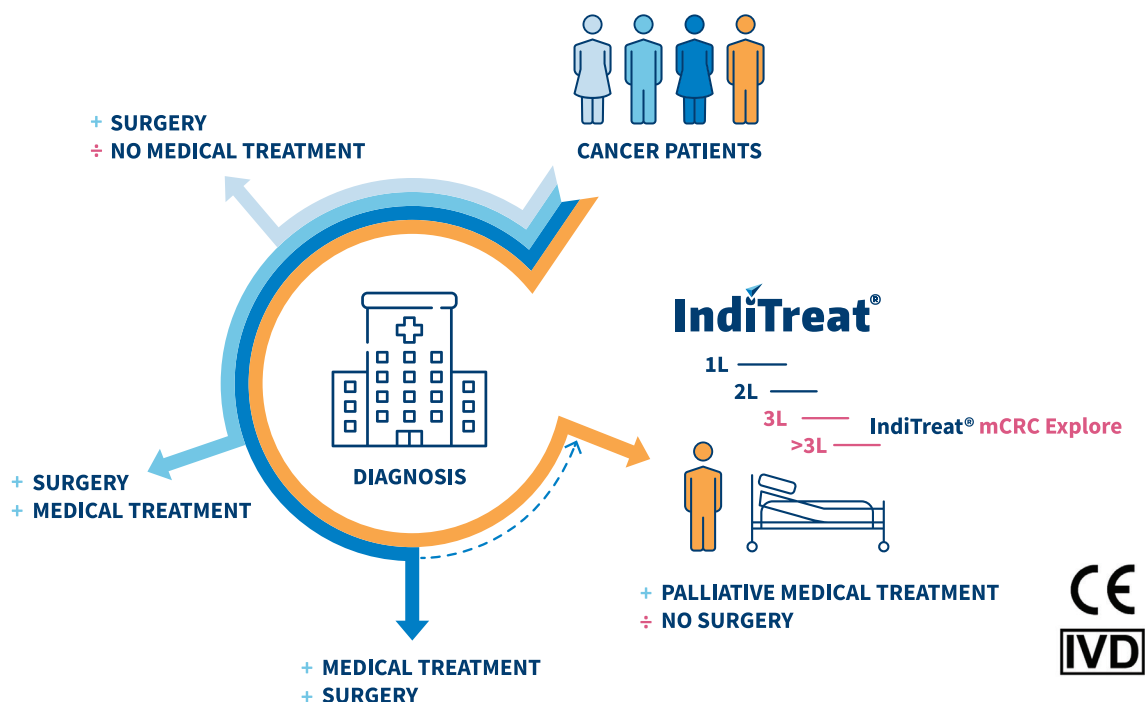 CANCER PATIENTS
+ SURGERY
÷ NO MEDICAL TREATMENT
IndiTreat®
1L
2L
3L
>3L
IndiTreat® mCRC Explore
DIAGNOSIS
+ SURGERY
+ MEDICAL TREATMENT
+ PALLIATIVE MEDICAL TREATMENT
÷ NO SURGERY
CE
IVD
+ MEDICAL TREATMENT
+ SURGERY